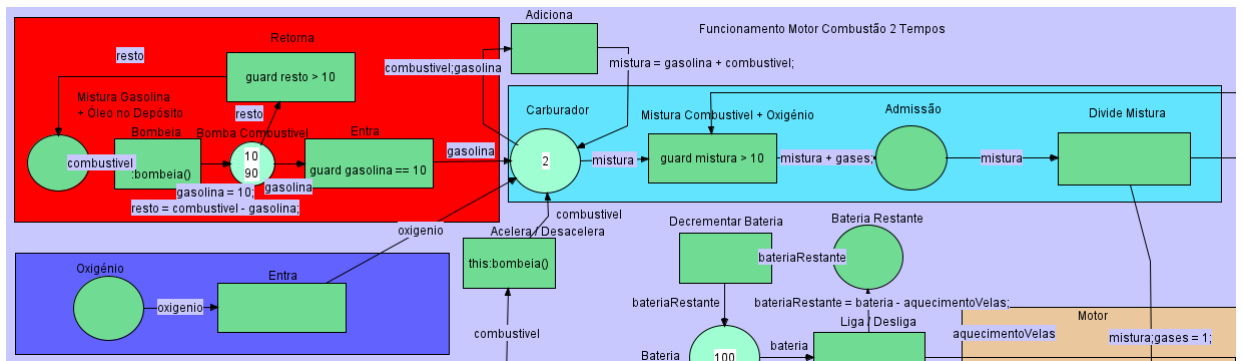 Funcionamento Motor Combustão 2 Tempos
Adiciona
combustivel;gasolina
mistura = gasolina + combustivel;
Retorna
resto
guard resto > 10
Mistura Gasolina
+ Óleo no Depósito
resto
combustivel
Bombeia
:bombeia()
Bomba Combustivel
10
90
gasolina = 10;
resto = combustivel - gasolina;
gasolina
Entra
guard gasolina == 10
gasolina
Carburador
2
mistura
Mistura Combustivel + Oxigénio
guard mistura > 10
mistura + gases;
Admissão
mistura
Divide Mistura
oxigenio
combustivel
Acelera / Desacelera
this:bombeia()
combustivel
Oxigénio
oxigenio
Entra
Decrementar Bateria
bateriaRestante
Bateria Restante
bateriaRestante
bateriaRestante = bateria - aquecimentoVelas;
Liga / Desliga
Motor
aquecimentoVelas
mistura;gases = 1;
Bateria
100
bateria